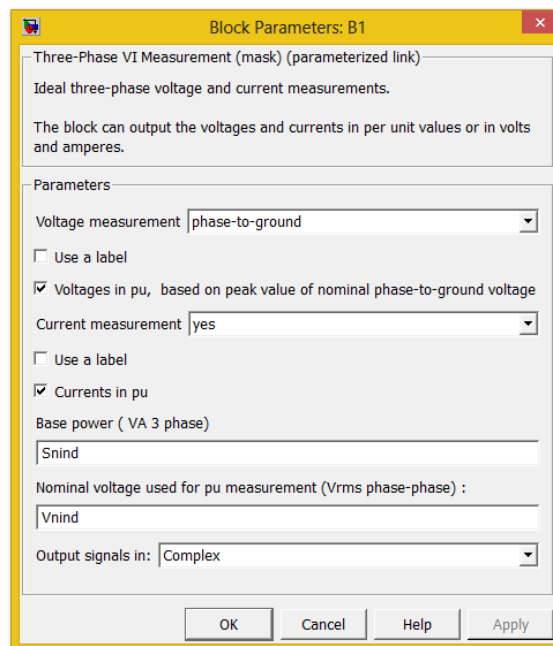 Block Parameters: B1
Three-Phase VI Measurement (mask) (parameterized link)
Ideal three-phase voltage and current measurements.
The block can output the voltages and currents in per unit values or in volts
and amperes.
Parameters
Voltage measurement phase-to-ground
Use a label
Voltages in pu, based on peak value of nominal phase-to-ground voltage
Current measurement yes
Use a label
Currents in pu
Base power ( VA 3 phase)
Snind
Nominal voltage used for pu measurement (Vrms phase-phase) :
Vnind
Output signals in: Complex
OK Cancel Help Apply